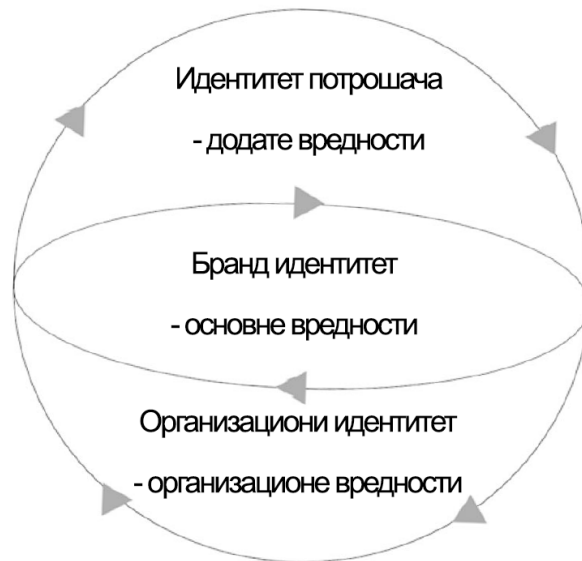 Идентитет потрошача
- додате вредности
Бранд идентитет
- основне вредности
Организациони идентитет
- организационе вредности